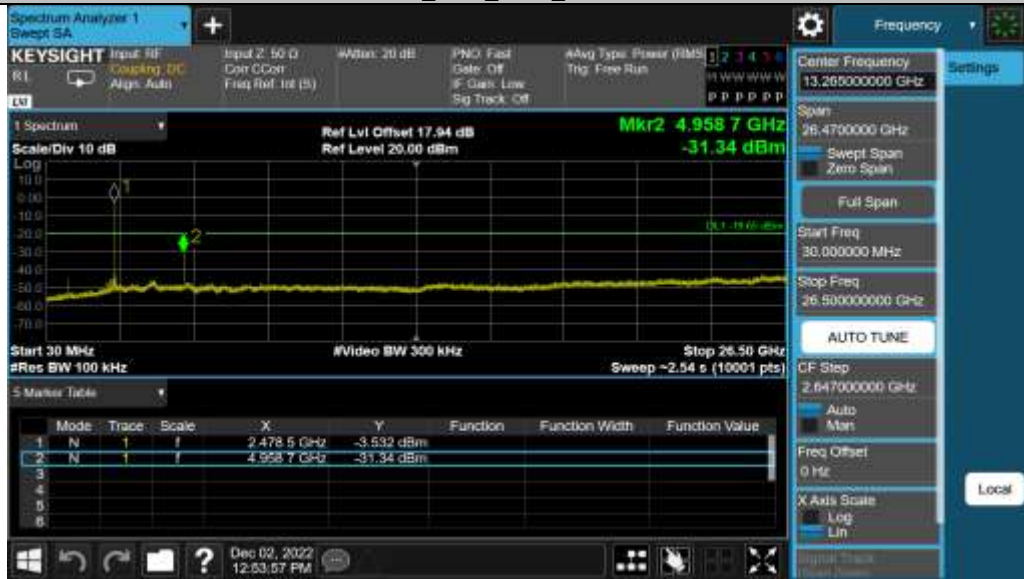 Spectrum Analyzer 1
Swept SA
+
Frequency
KEYSIGHT
Input: RF
Coupling: DC
Align: Auto
RL
Input Z: 50 Ω
Corr CCorr
Freq Ref: Int (S)
#Atten: 20 dB
PNO: Fast
Gate: Off
IF Gain: Low
Sig Track: Off
#Avg Type: Power (RMS)
Trig: Free Run
1 2 3 4 5 6
M W W W W W
P P P P P P
LXI
1 Spectrum
Scale/Div 10 dB
Ref Lvl Offset 17.94 dB
Ref Level 20.00 dBm
Mkr2 4.958 7 GHz
-31.34 dBm
Log
10.0
0.00
-10.0
-20.0
-30.0
-40.0
-50.0
-60.0
-70.0
1
2
Start 30 MHz
#Res BW 100 kHz
#Video BW 300 kHz
Stop 26.50 GHz
Sweep ~2.54 s (10001 pts)
5 Marker Table
Mode Trace Scale X Y Function Function Width Function Value
1 N 1 f 2.478 5 GHz -3.532 dBm
2 N 1 f 4.958 7 GHz -31.34 dBm
3
4
5
6
Dec 02, 2022
12:53:57 PM
Center Frequency
13.265000000 GHz
Span
26.4700000 GHz
Swept Span
Zero Span
Full Span
Start Freq
30.000000 MHz
Stop Freq
26.500000000 GHz
AUTO TUNE
CF Step
2.647000000 GHz
Auto
Man
Freq Offset
0 Hz
X Axis Scale
Log
Lin
Signal Track
Settings
Local